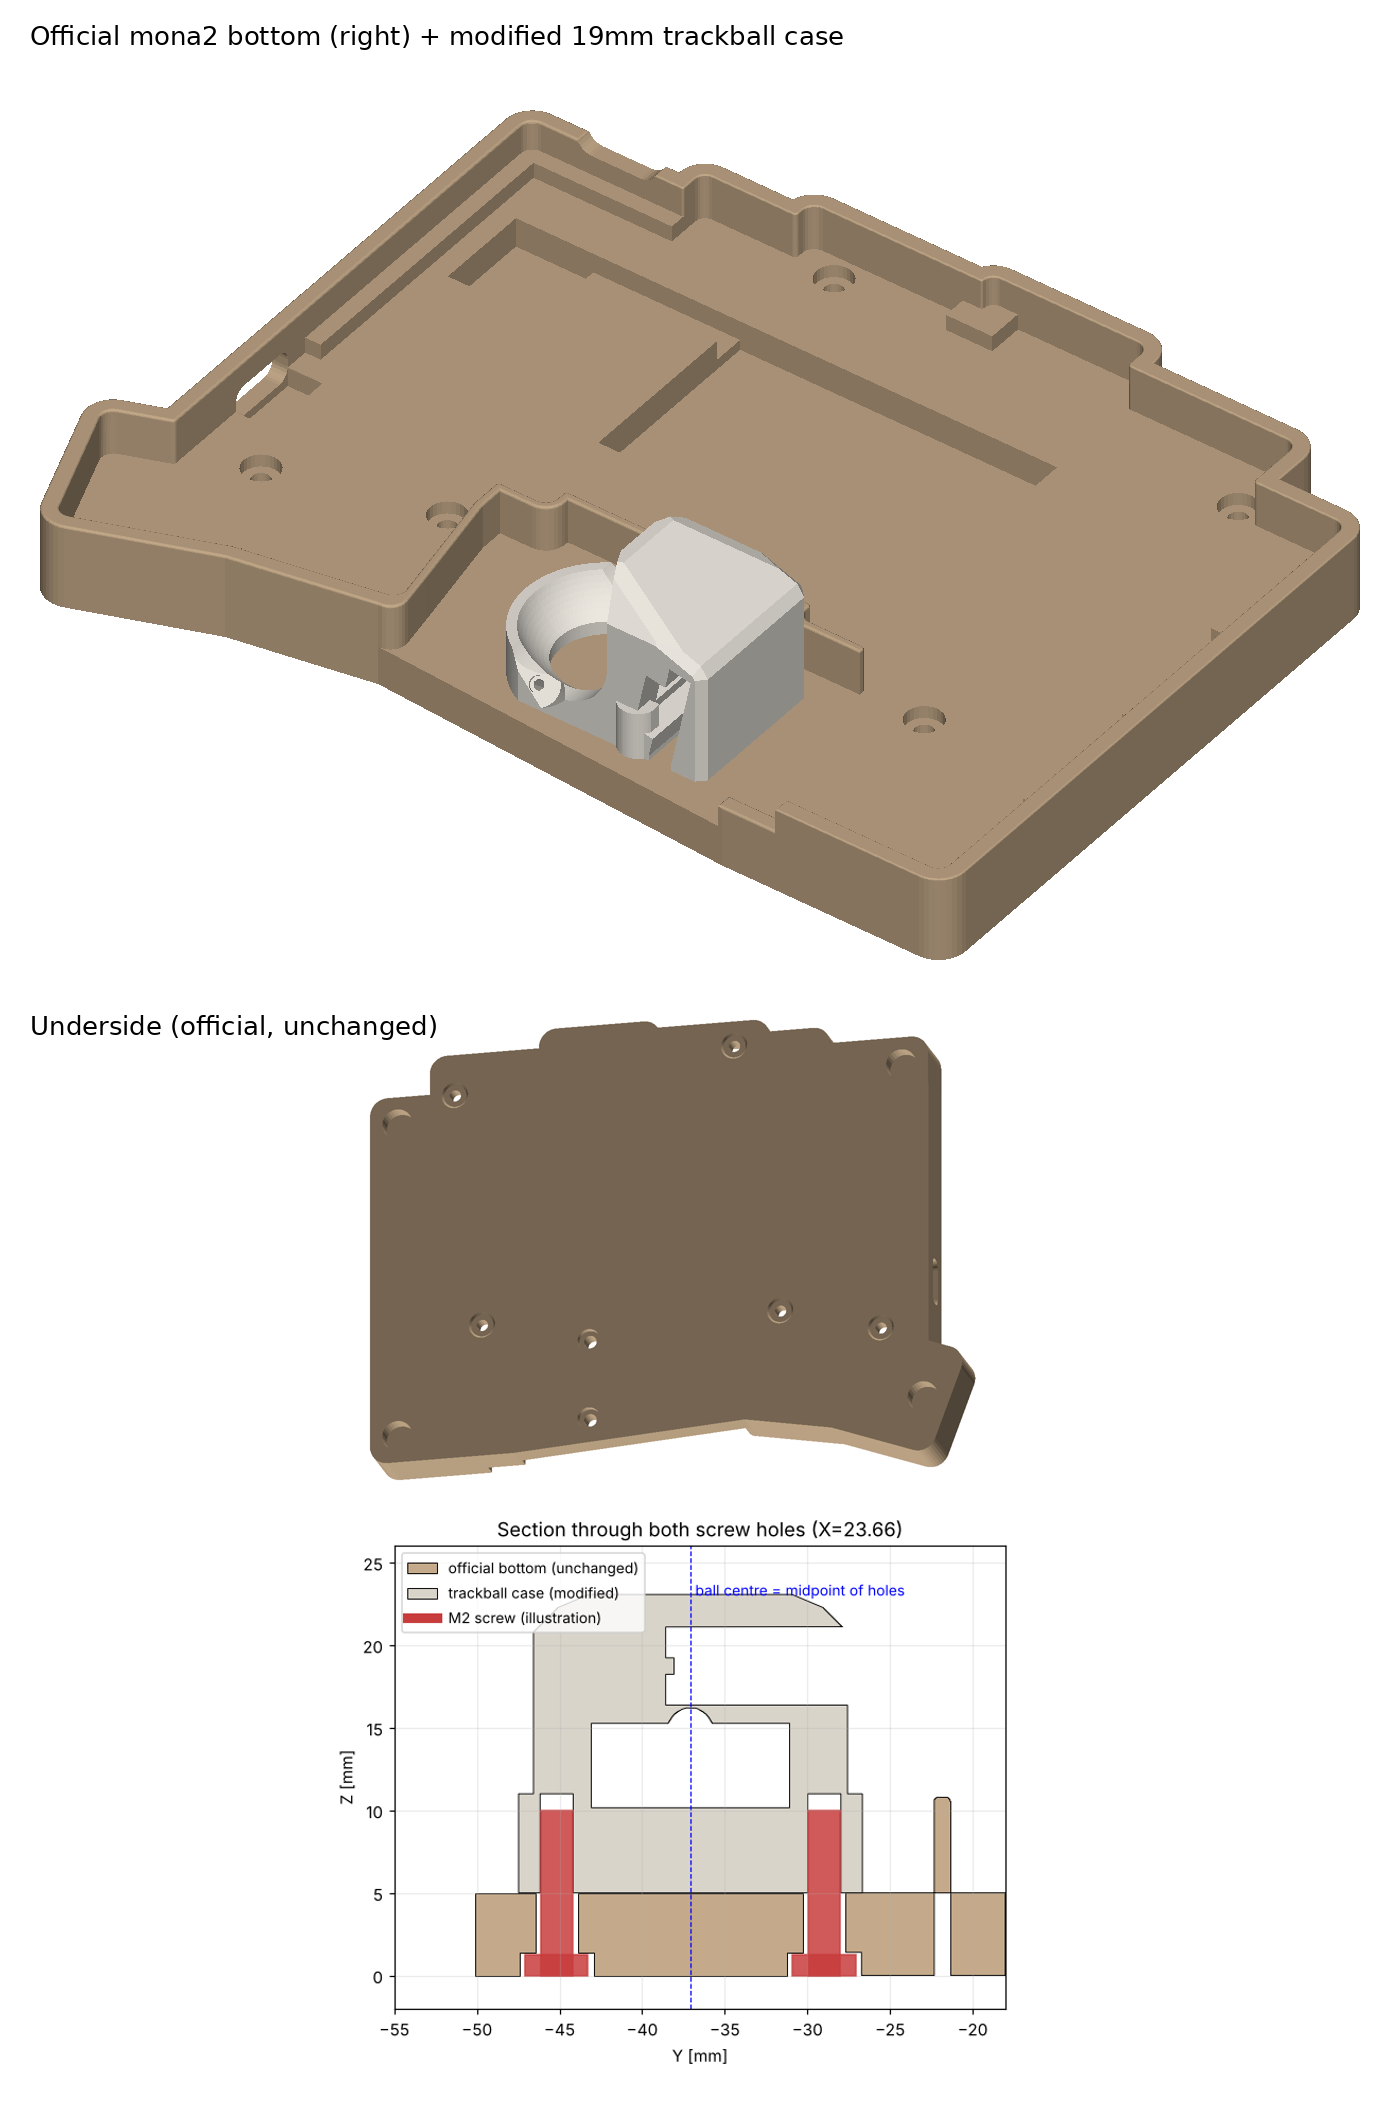 Official mona2 bottom (right) + modified 19mm trackball case
Underside (official, unchanged)
Section through both screw holes (X=23.66)
official bottom (unchanged)
trackball case (modified)
M2 screw (illustration)
ball centre = midpoint of holes
25
20
15
10
5
0
Z [mm]
−55
−50
−45
−40
−35
−30
−25
−20
Y [mm]